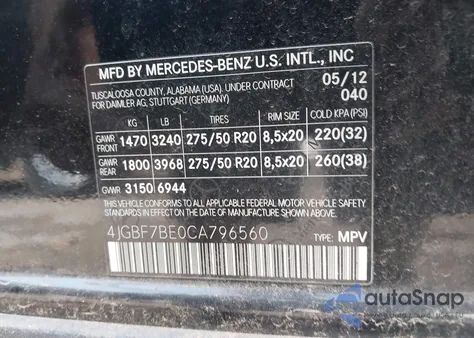 MFD BY MERCEDES-BENZ U.S. INTL., INC
TUSCALOOSA COUNTY, ALABAMA (USA). UNDER CONTRACT 05/12
FOR DAIMLER AG, STUTTGART (GERMANY) 040
KG LB TIRE SIZE RIM SIZE COLD KPA(PSI)
GAWR FRONT 1470 3240 275/50 R20 8,5x20 220(32)
GAWR REAR 1800 3968 275/50 R20 8,5x20 260(38)
GWR 3150 6944
THIS VEHICLE CONFORMS TO ALL APPLICABLE FEDERAL MOTOR VEHICLE
SAFETY STANDARDS IN EFFECT ON THE DATE OF MANUFACTURE SHOWN ABOVE
4JGBF7BE0CA796560 TYPE: MPV
autoSnap